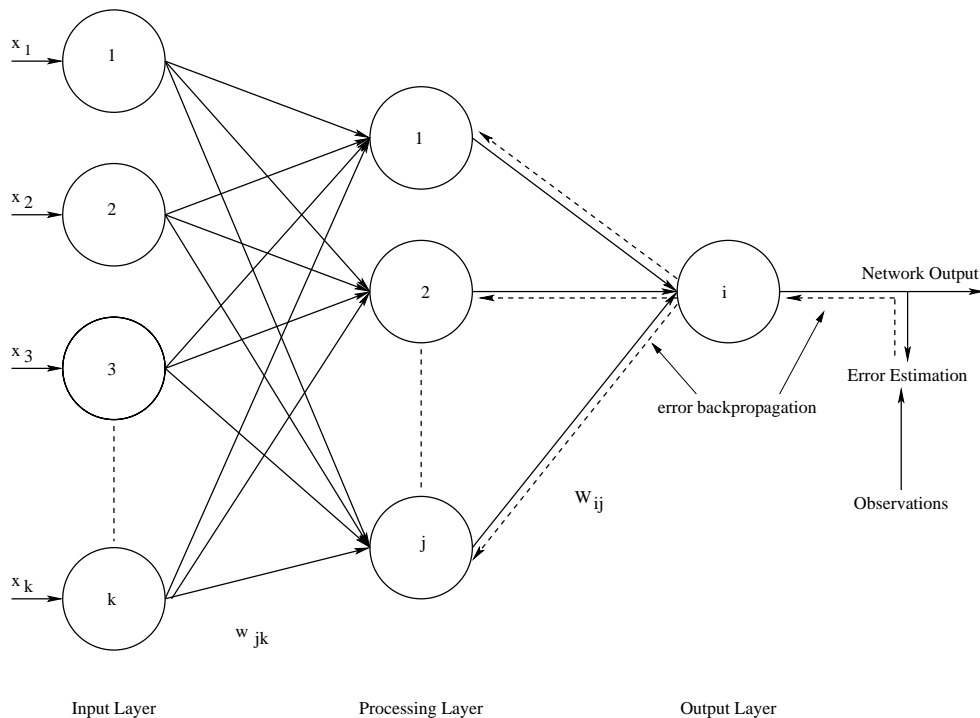 x 1
1
x 2
2
x 3
3
x k
k
w jk
1
2
j
W ij
i
Network Output
Error Estimation
error backpropagation
Observations
Input Layer
Processing Layer
Output Layer